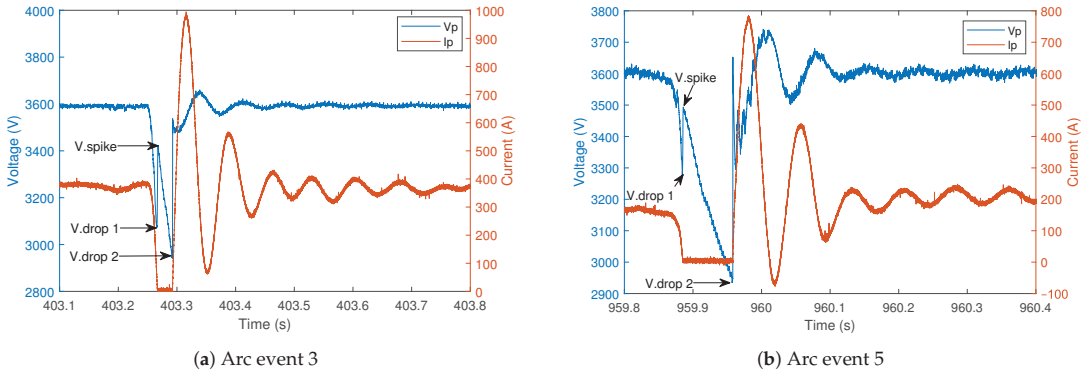 4000
3800
3600
3400
3200
3000
2800
Voltage (V)
1000
900
800
700
600
500
400
300
200
100
0
Current (A)
Vp
Ip
V.spike
V.drop 1
V.drop 2
403.1 403.2 403.3 403.4 403.5 403.6 403.7 403.8
Time (s)
(a) Arc event 3
3800
3700
3600
3500
3400
3300
3200
3100
3000
2900
Voltage (V)
800
700
600
500
400
300
200
100
0
-100
Current (A)
Vp
Ip
V.spike
V.drop 1
V.drop 2
959.8 959.9 960 960.1 960.2 960.3 960.4
Time (s)
(b) Arc event 5